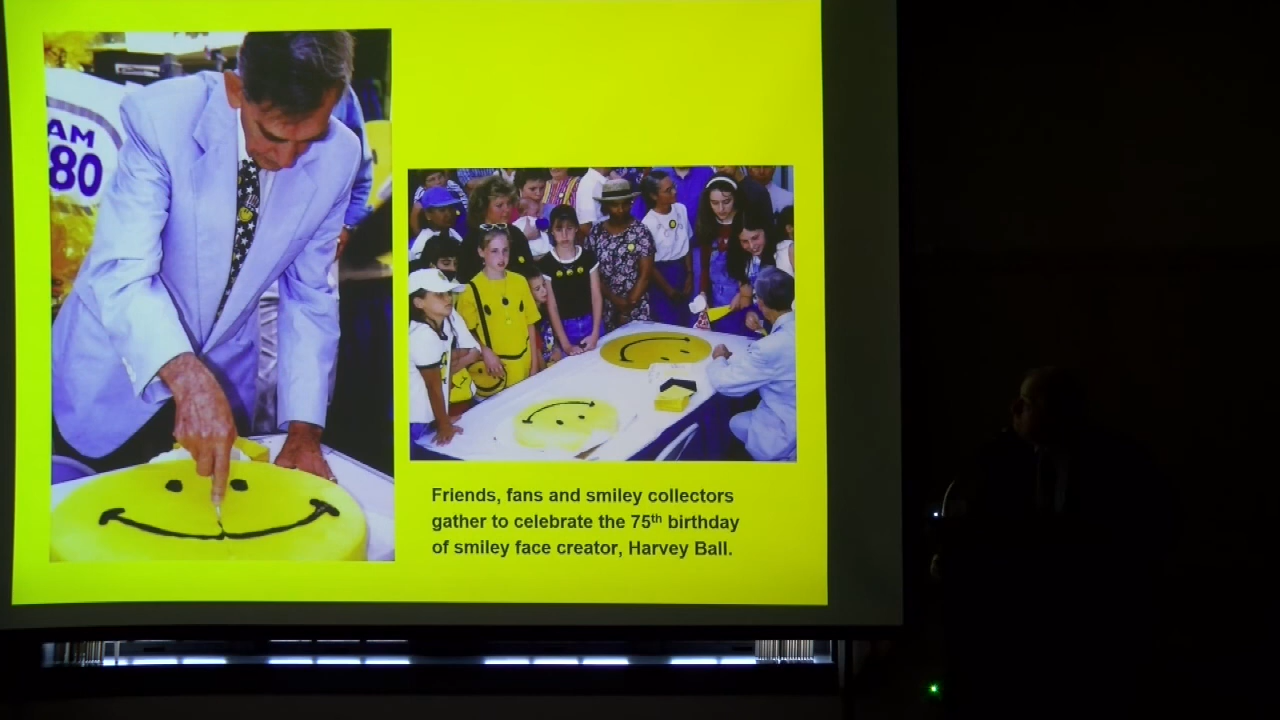 AM
80
Friends, fans and smiley collectors
gather to celebrate the 75th birthday
of smiley face creator, Harvey Ball.